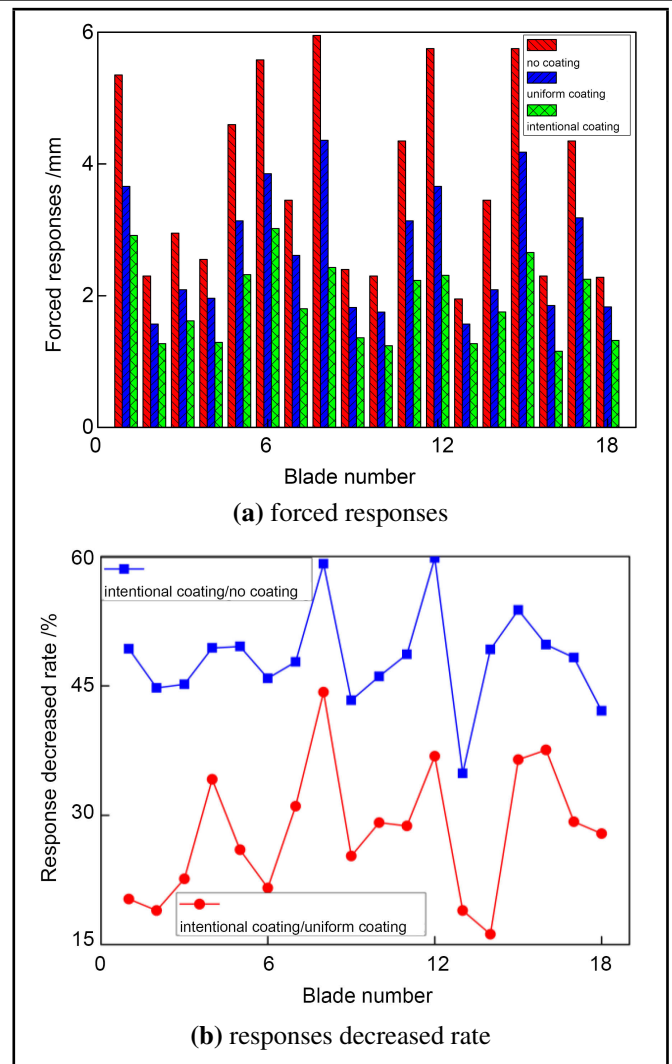 6
4
2
0
Forced responses /mm
no coating
uniform coating
intentional coating
0 6 12 18
Blade number
(a) forced responses
60
45
30
15
Response decreased rate /%
intentional coating/no coating
intentional coating/uniform coating
0 6 12 18
Blade number
(b) responses decreased rate